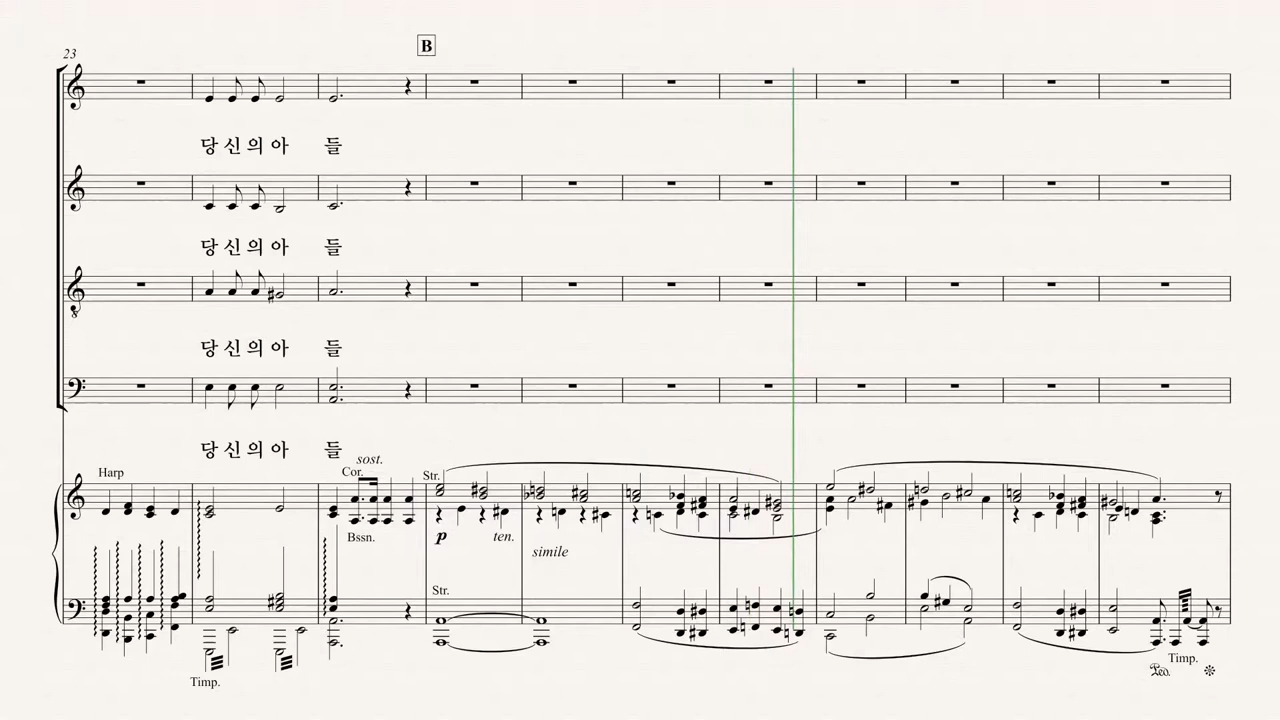 B
23
당신의아 들
당신의아 들
당신의아 들
당신의아 들
sost.
Harp Cor. Str.
p Bssn. ten.
simile
Str.
Timp.
Ped. Timp.